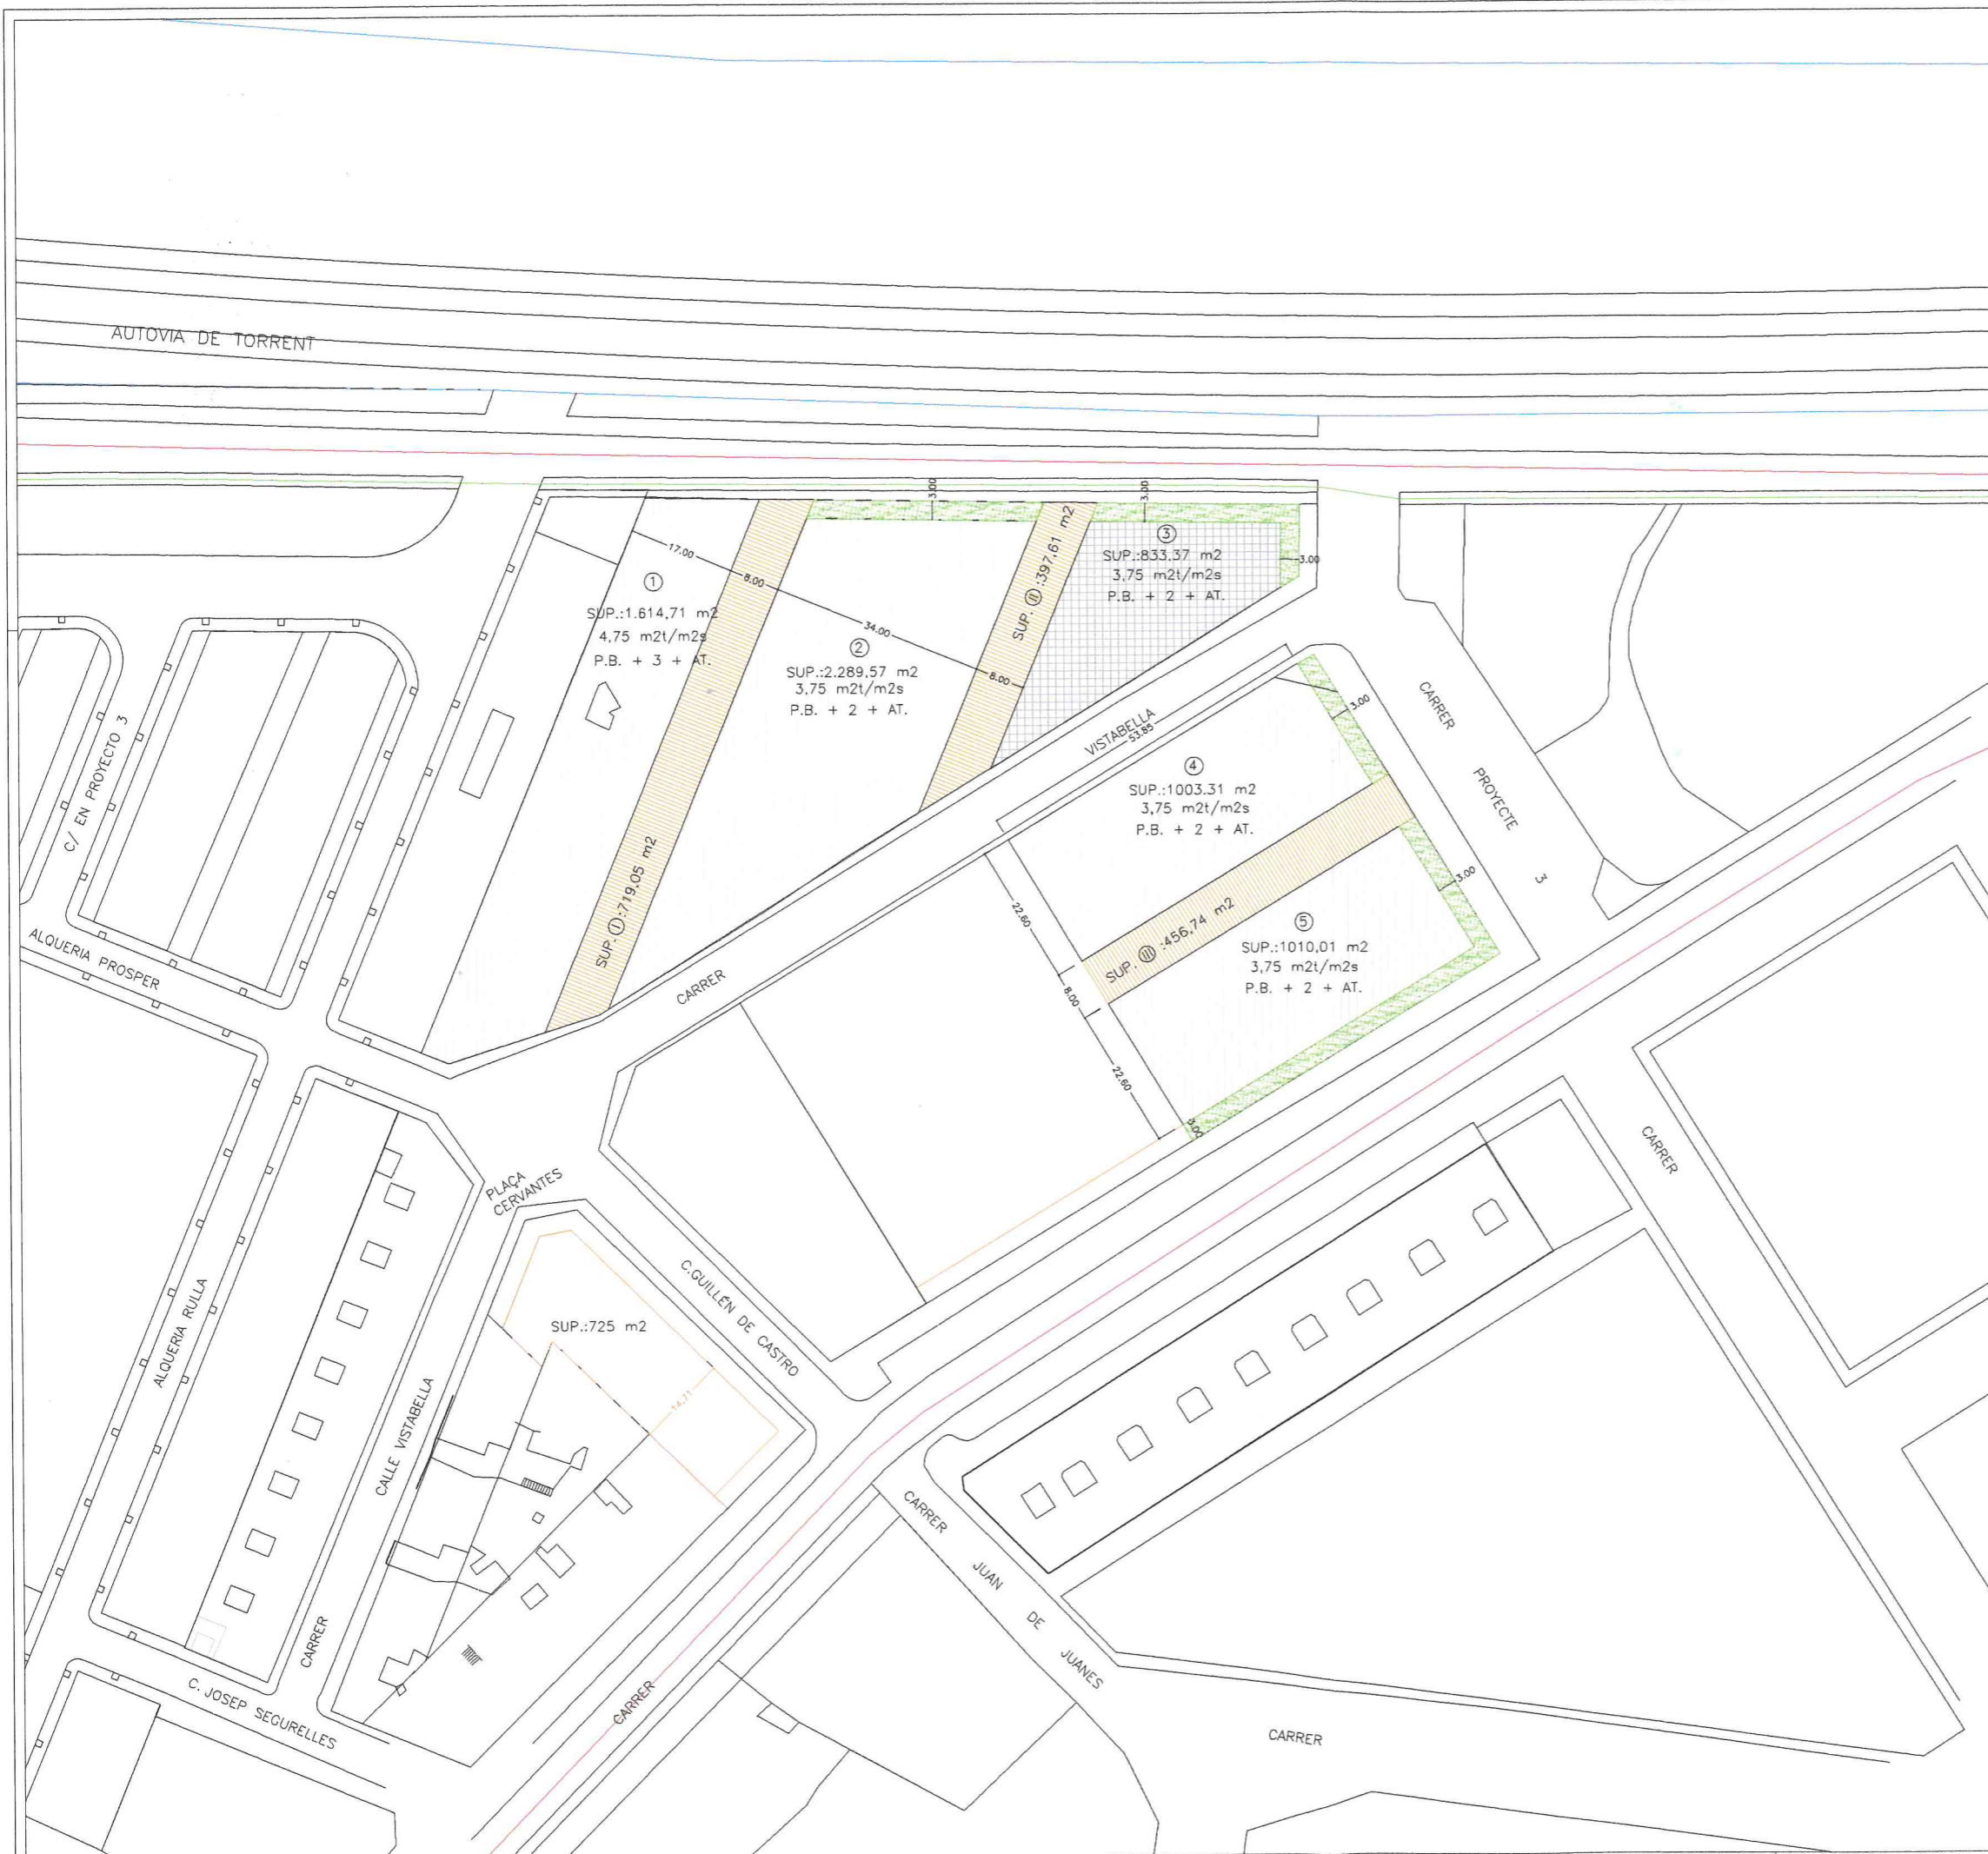 AUTOVIA DE TORRENT
3.00
3.00
3.00
17.00
8.00
34.00
8.00
①
SUP.:1.614,71 m2
4,75 m2t/m2s
P.B. + 3 + AT.
②
SUP.:2.289,57 m2
3,75 m2t/m2s
P.B. + 2 + AT.
SUP. Ⓘ :719,05 m2
SUP. Ⓘ Ⓘ :397,61 m2
③
SUP.:833.37 m2
3,75 m2t/m2s
P.B. + 2 + AT.
CARRER
VISTABELLA
53.85
④
SUP.:1003.31 m2
3,75 m2t/m2s
P.B. + 2 + AT.
3.00
CARRER
PROYECTE
3
3.00
SUP. III :456,74 m2
⑤
SUP.:1010,01 m2
3,75 m2t/m2s
P.B. + 2 + AT.
22.60
8.00
22.60
3.00
C/ EN PROYECTO 3
ALQUERIA PROSPER
ALQUERIA RULLA
PLAÇA
CERVANTES
C.GUILLÉN DE CASTRO
SUP.:725 m2
14,71
CALLE VISTABELLA
CARRER
C. JOSEP SEGURELLES
CARRER
CARRER
JUAN
DE
JUANES
CARRER
CARRER